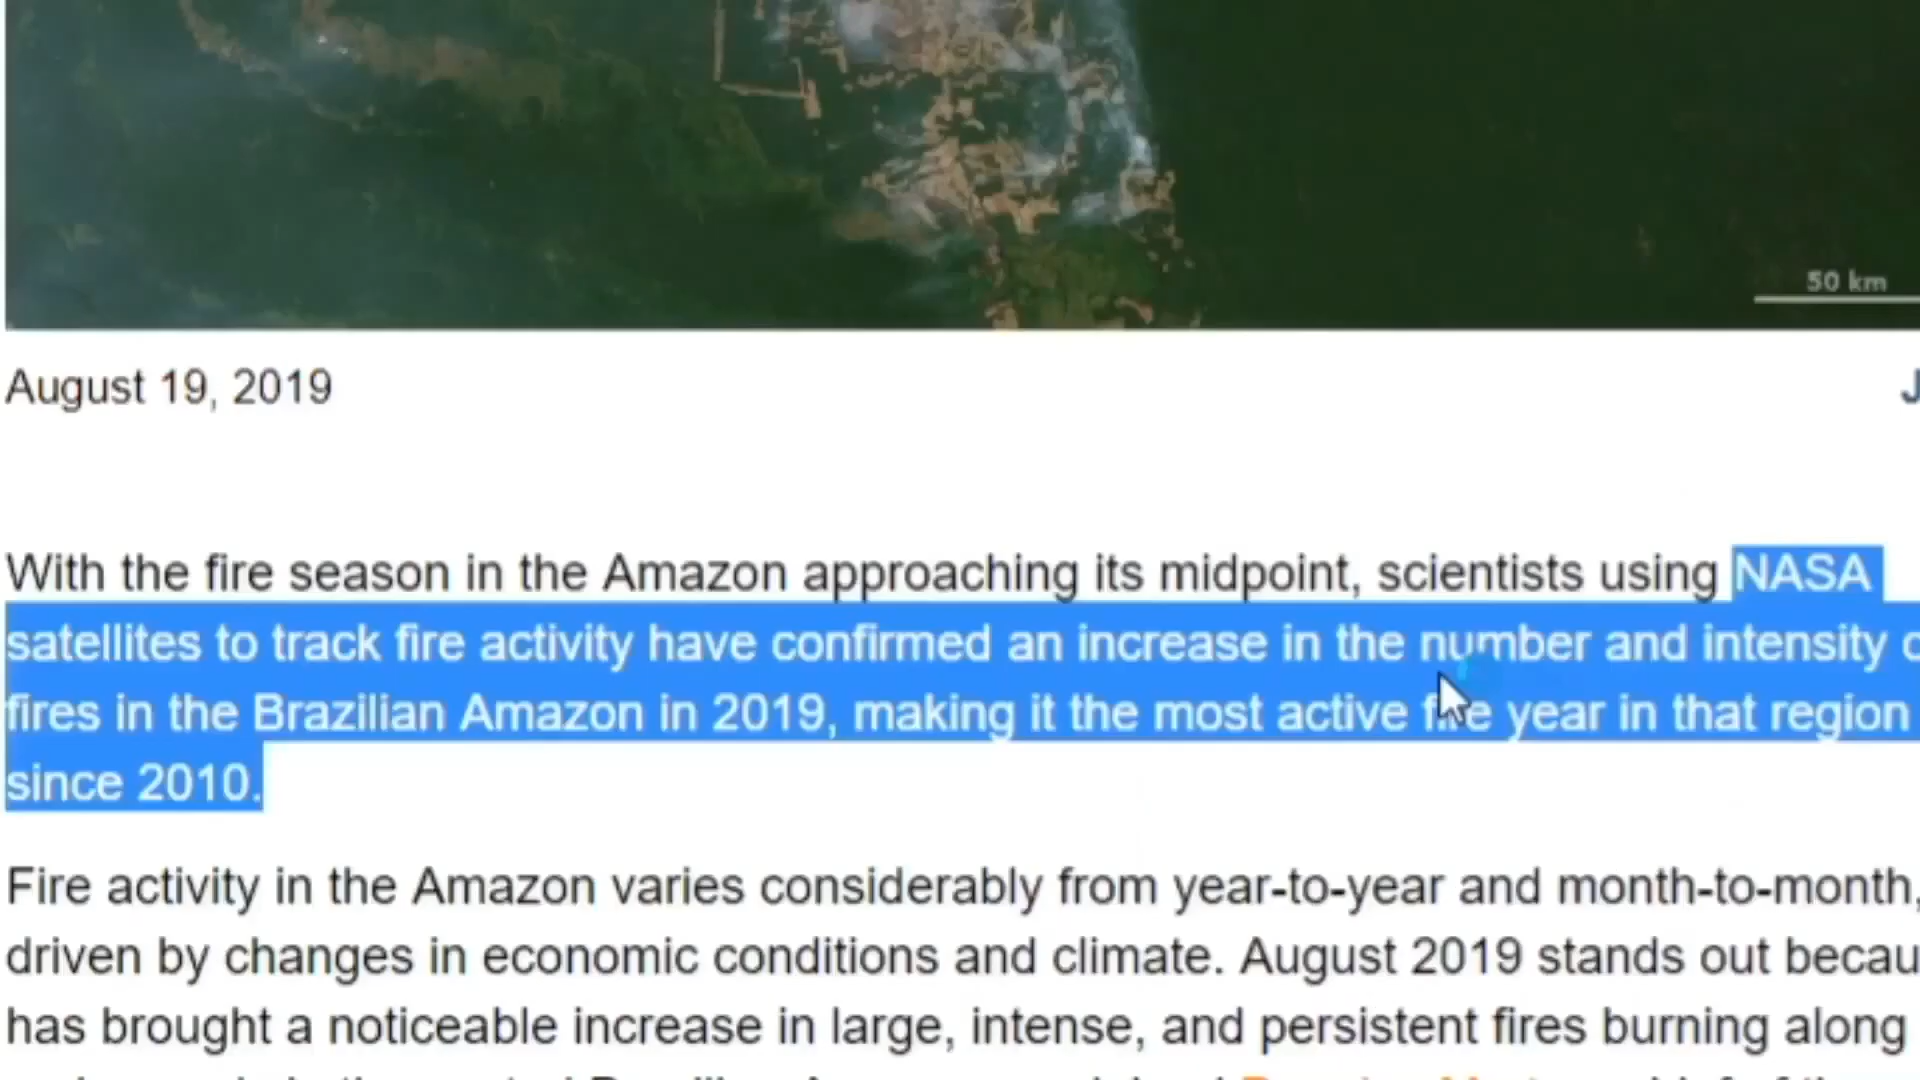 50 km
August 19, 2019
With the fire season in the Amazon approaching its midpoint, scientists using NASA
satellites to track fire activity have confirmed an increase in the number and intensity
fires in the Brazilian Amazon in 2019, making it the most active fire year in that region
since 2010.
Fire activity in the Amazon varies considerably from year-to-year and month-to-month,
driven by changes in economic conditions and climate. August 2019 stands out becau
has brought a noticeable increase in large, intense, and persistent fires burning along